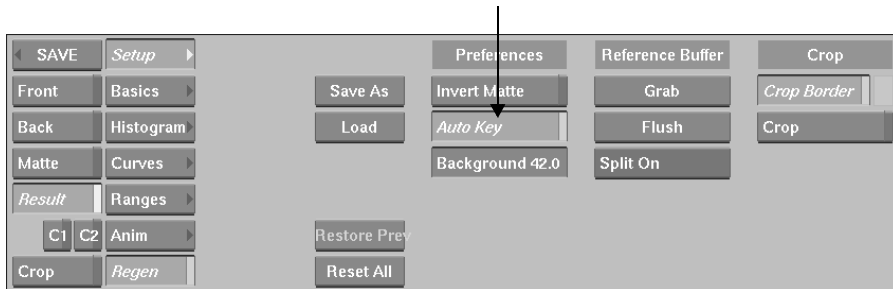 SAVE Setup Preferences Reference Buffer Crop
Front Basics Save As Invert Matte Grab Crop Border
Back Histogram Load Auto Key Flush Crop
Matte Curves Background 42.0 Split On
Result Ranges
C1 C2 Anim Restore Prev
Crop Regen Reset All